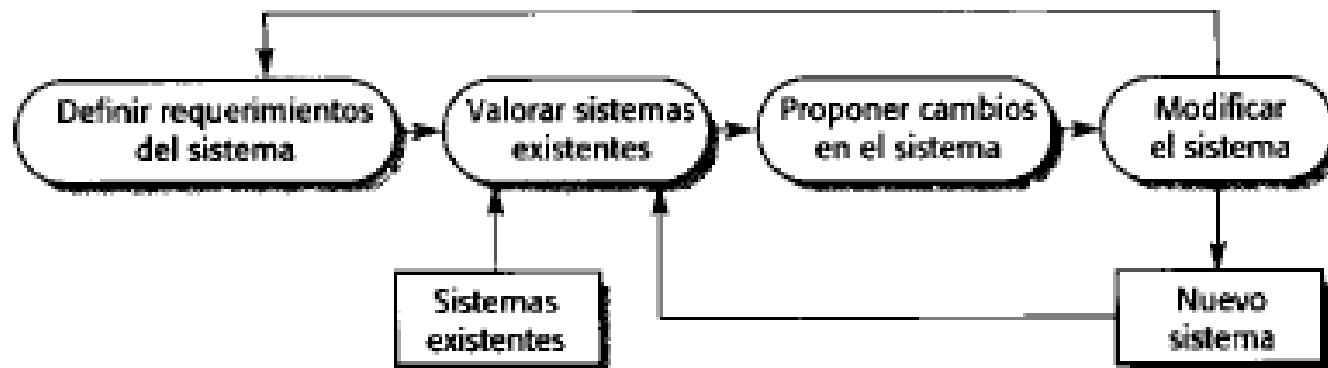 Definir requerimientos
del sistema
Valorar sistemas
existentes
Proponer cambios
en el sistema
Modificar
el sistema
Sistemas
existentes
Nuevo
sistema